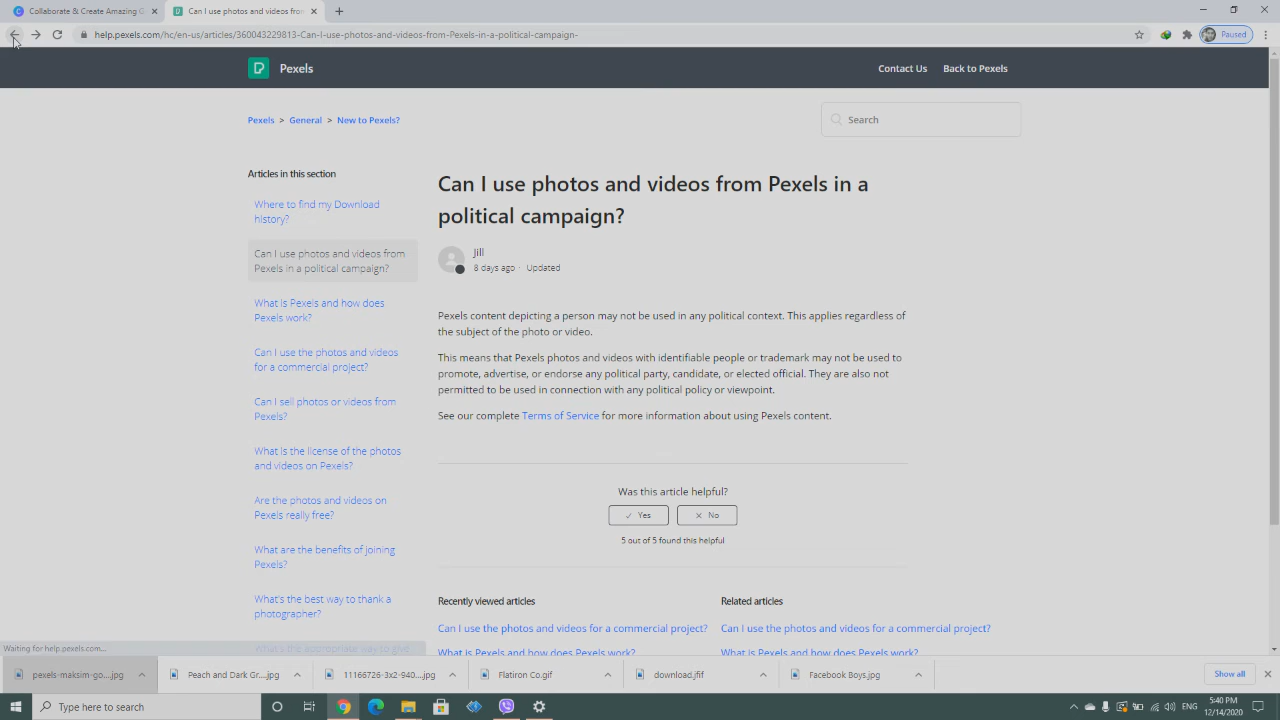 Collaborate & Create Amazing G
Can I use photos and videos from
help.pexels.com/hc/en-us/articles/360043229813-Can-I-use-photos-and-videos-from-Pexels-in-a-political-campaign-
Paused
Pexels
Contact Us
Back to Pexels
Pexels > General > New to Pexels?
Search
Articles in this section
Where to find my Download
history?
Can I use photos and videos from
Pexels in a political campaign?
What is Pexels and how does
Pexels work?
Can I use the photos and videos
for a commercial project?
Can I sell photos or videos from
Pexels?
What is the license of the photos
and videos on Pexels?
Are the photos and videos on
Pexels really free?
What are the benefits of joining
Pexels?
What's the best way to thank a
photographer?
What's the appropriate way to give
Can I use photos and videos from Pexels in a
political campaign?
Jill
8 days ago · Updated
Pexels content depicting a person may not be used in any political context. This applies regardless of
the subject of the photo or video.
This means that Pexels photos and videos with identifiable people or trademark may not be used to
promote, advertise, or endorse any political party, candidate, or elected official. They are also not
permitted to be used in connection with any political policy or viewpoint.
See our complete Terms of Service for more information about using Pexels content.
Was this article helpful?
Yes
No
5 out of 5 found this helpful
Recently viewed articles
Can I use the photos and videos for a commercial project?
What is Pexels and how does Pexels work?
Related articles
Can I use the photos and videos for a commercial project?
What is Pexels and how does Pexels work?
Waiting for help.pexels.com...
pexels-maksim-go....jpg
Peach and Dark Gr....jpg
11166726-3x2-940....jpg
Flatiron Co.gif
download.jfif
Facebook Boys.jpg
Show all
Type here to search
ENG
5:40 PM
12/14/2020